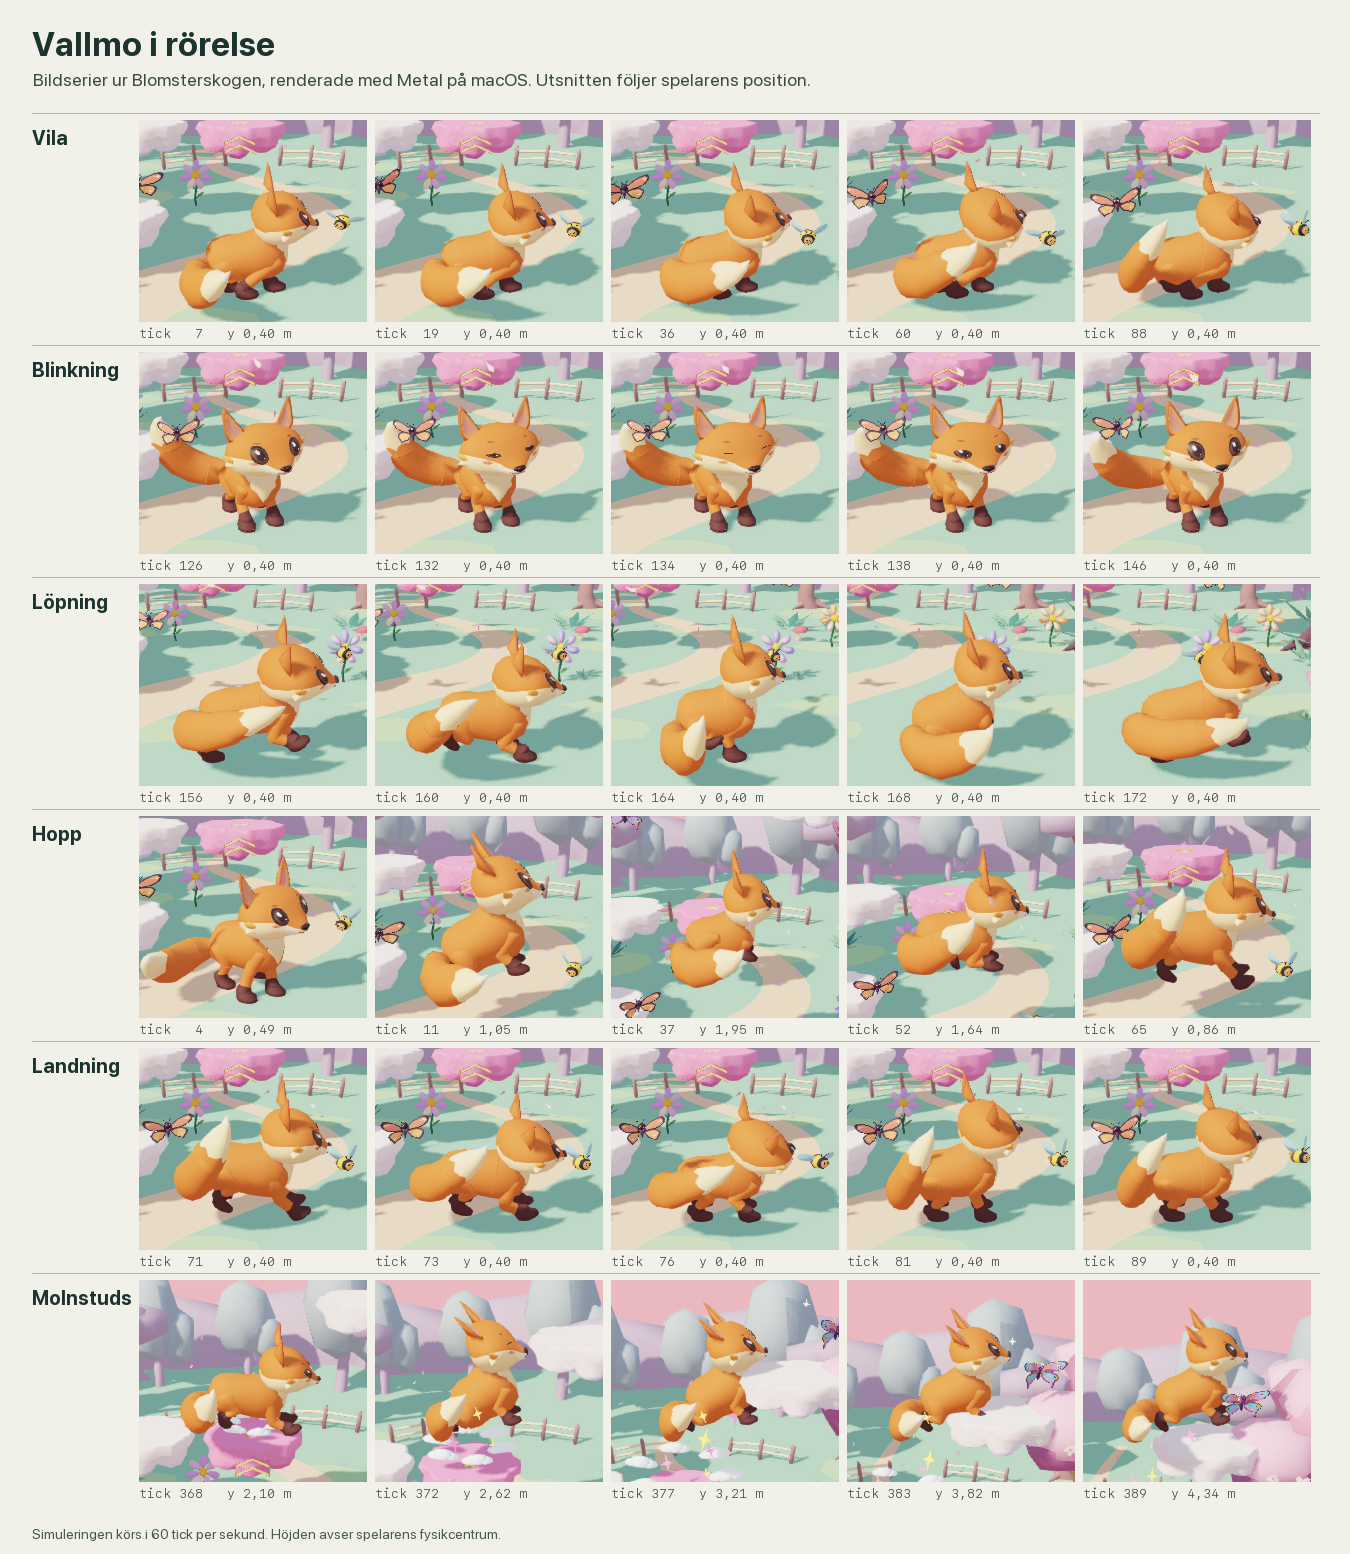 Vallmo i rörelse
Bildserier ur Blomsterskogen, renderade med Metal på macOS. Utsnitten följer spelarens position.
Vila
tick 7 y 0,40 m
tick 19 y 0,40 m
tick 36 y 0,40 m
tick 60 y 0,40 m
tick 88 y 0,40 m
Blinkning
tick 126 y 0,40 m
tick 132 y 0,40 m
tick 134 y 0,40 m
tick 138 y 0,40 m
tick 146 y 0,40 m
Löpning
tick 156 y 0,40 m
tick 160 y 0,40 m
tick 164 y 0,40 m
tick 168 y 0,40 m
tick 172 y 0,40 m
Hopp
tick 4 y 0,49 m
tick 11 y 1,05 m
tick 37 y 1,95 m
tick 52 y 1,64 m
tick 65 y 0,86 m
Landning
tick 71 y 0,40 m
tick 73 y 0,40 m
tick 76 y 0,40 m
tick 81 y 0,40 m
tick 89 y 0,40 m
Molnstuds
tick 368 y 2,10 m
tick 372 y 2,62 m
tick 377 y 3,21 m
tick 383 y 3,82 m
tick 389 y 4,34 m
Simuleringen körs i 60 tick per sekund. Höjden avser spelarens fysikcentrum.